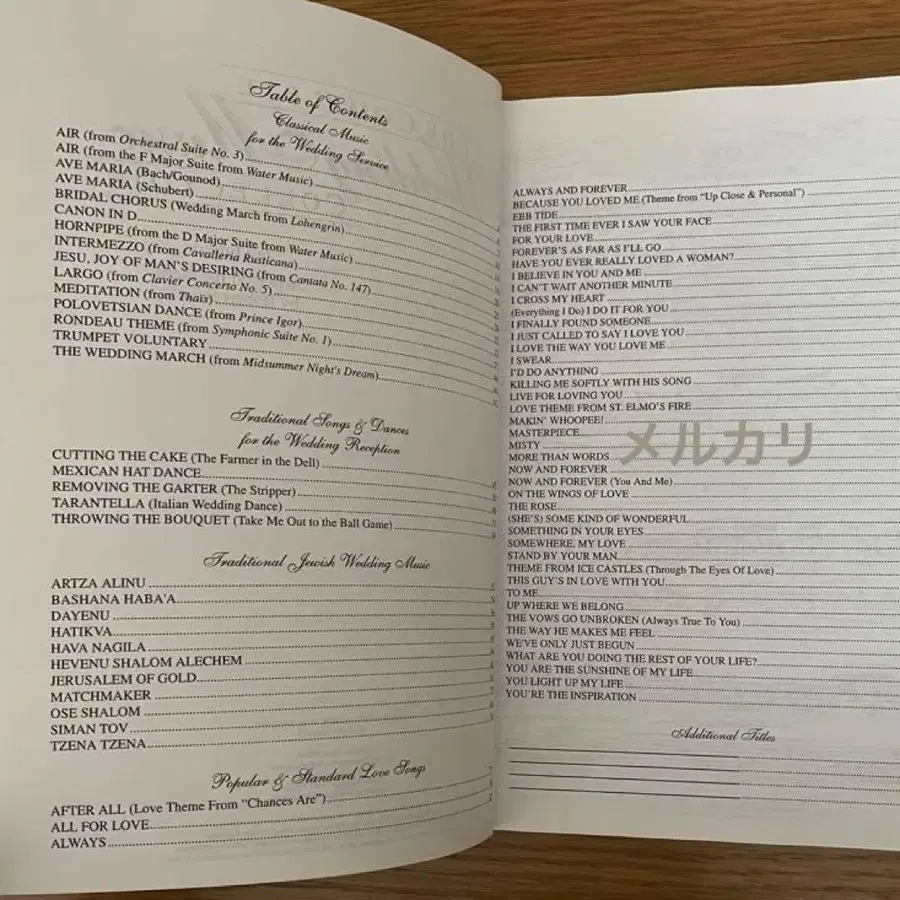 Table of Contents
Classical Music
for the Wedding Service
AIR (from Orchestral Suite No. 3)
AIR (from the F Major Suite from Water Music)
AVE MARIA (Bach/Gounod)
AVE MARIA (Schubert)
BRIDAL CHORUS (Wedding March from Lohengrin)
CANON IN D
HORNPIPE (from the D Major Suite from Water Music)
INTERMEZZO (from Cavalleria Rusticana)
JESU, JOY OF MAN'S DESIRING (from Cantata No. 147)
LARGO (from Clavier Concerto No. 5)
MEDITATION (from Thaïs)
POLOVETSIAN DANCE (from Prince Igor)
RONDEAU THEME (from Symphonic Suite No. 1)
TRUMPET VOLUNTARY
THE WEDDING MARCH (from Midsummer Night's Dream)
Traditional Songs & Dances
for the Wedding Reception
CUTTING THE CAKE (The Farmer in the Dell)
MEXICAN HAT DANCE
REMOVING THE GARTER (The Stripper)
TARANTELLA (Italian Wedding Dance)
THROWING THE BOUQUET (Take Me Out to the Ball Game)
Traditional Jewish Wedding Music
ARTZA ALINU
BASHANA HABA'A
DAYENU
HATIKVA
HAVA NAGILA
HEVENU SHALOM ALECHEM
JERUSALEM OF GOLD
MATCHMAKER
OSE SHALOM
SIMAN TOV
TZENA TZENA
Popular & Standard Love Songs
AFTER ALL (Love Theme From "Chances Are")
ALL FOR LOVE
ALWAYS
ALWAYS AND FOREVER
BECAUSE YOU LOVED ME (Theme from "Up Close & Personal")
EBB TIDE
THE FIRST TIME EVER I SAW YOUR FACE
FOR YOUR LOVE
FOREVER'S AS FAR AS I'LL GO
HAVE YOU EVER REALLY LOVED A WOMAN?
I BELIEVE IN YOU AND ME
I CAN'T WAIT ANOTHER MINUTE
I CROSS MY HEART
(Everything I Do) I DO IT FOR YOU
I FINALLY FOUND SOMEONE
I JUST CALLED TO SAY I LOVE YOU
I LOVE THE WAY YOU LOVE ME
I SWEAR
I'D DO ANYTHING
KILLING ME SOFTLY WITH HIS SONG
LIVE FOR LOVING YOU
LOVE THEME FROM ST. ELMO'S FIRE
MAKIN' WHOOPEE!
MASTERPIECE
MISTY
MORE THAN WORDS
NOW AND FOREVER
NOW AND FOREVER (You And Me)
ON THE WINGS OF LOVE
THE ROSE
(SHE'S) SOME KIND OF WONDERFUL
SOMETHING IN YOUR EYES
SOMEWHERE, MY LOVE
STAND BY YOUR MAN
THEME FROM ICE CASTLES (Through The Eyes Of Love)
THIS GUY'S IN LOVE WITH YOU
TO ME
UP WHERE WE BELONG
THE VOWS GO UNBROKEN (Always True To You)
THE WAY HE MAKES ME FEEL
WE'VE ONLY JUST BEGUN
WHAT ARE YOU DOING THE REST OF YOUR LIFE?
YOU ARE THE SUNSHINE OF MY LIFE
YOU LIGHT UP MY LIFE
YOU'RE THE INSPIRATION
Additional Titles
メルカリ